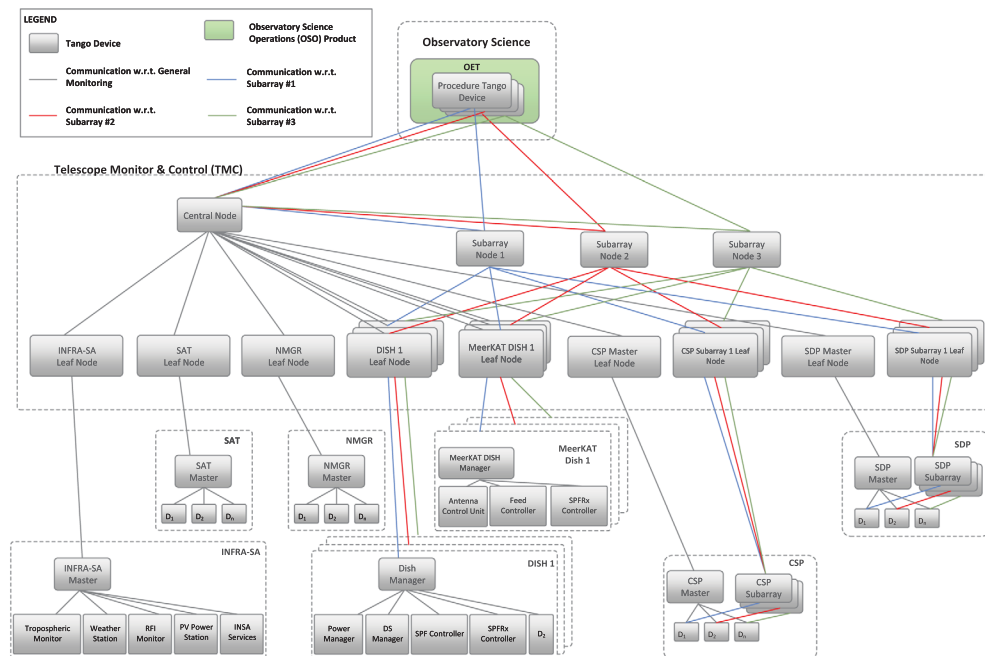 LEGEND
Tango Device
Observatory Science
Operations (OSO) Product
Communication w.r.t. General
Monitoring
Communication w.r.t.
Subarray #1
Communication w.r.t.
Subarray #2
Communication w.r.t.
Subarray #3
Observatory Science
OET
Procedure Tango
Device
Telescope Monitor & Control (TMC)
Central Node
Subarray
Node 1
Subarray
Node 2
Subarray
Node 3
INFRA-SA
Leaf Node
SAT
Leaf Node
NMGR
Leaf Node
DISH 1
Leaf Node
MeerKAT DISH 1
Leaf Node
CSP Master
Leaf Node
CSP Subarray 1 Leaf
Node
SDP Master
Leaf Node
SDP Subarray 1 Leaf
Node
SAT
SAT
Master
D1
D2
Dn
NMGR
NMGR
Master
D1
D2
Dn
MeerKAT
Dish 1
MeerKAT DISH
Manager
Antenna
Control Unit
Feed
Controller
SPFRx
Controller
SDP
SDP
Master
SDP
Subarray
D1
D2
Dn
INFRA-SA
INFRA-SA
Master
Tropospheric
Monitor
Weather
Station
RFI
Monitor
PV Power
Station
INSA
Services
DISH 1
Dish
Manager
Power
Manager
DS
Manager
SPF Controller
SPFRx
Controller
D2
CSP
CSP
Master
CSP
Subarray
D1
D2
Dn